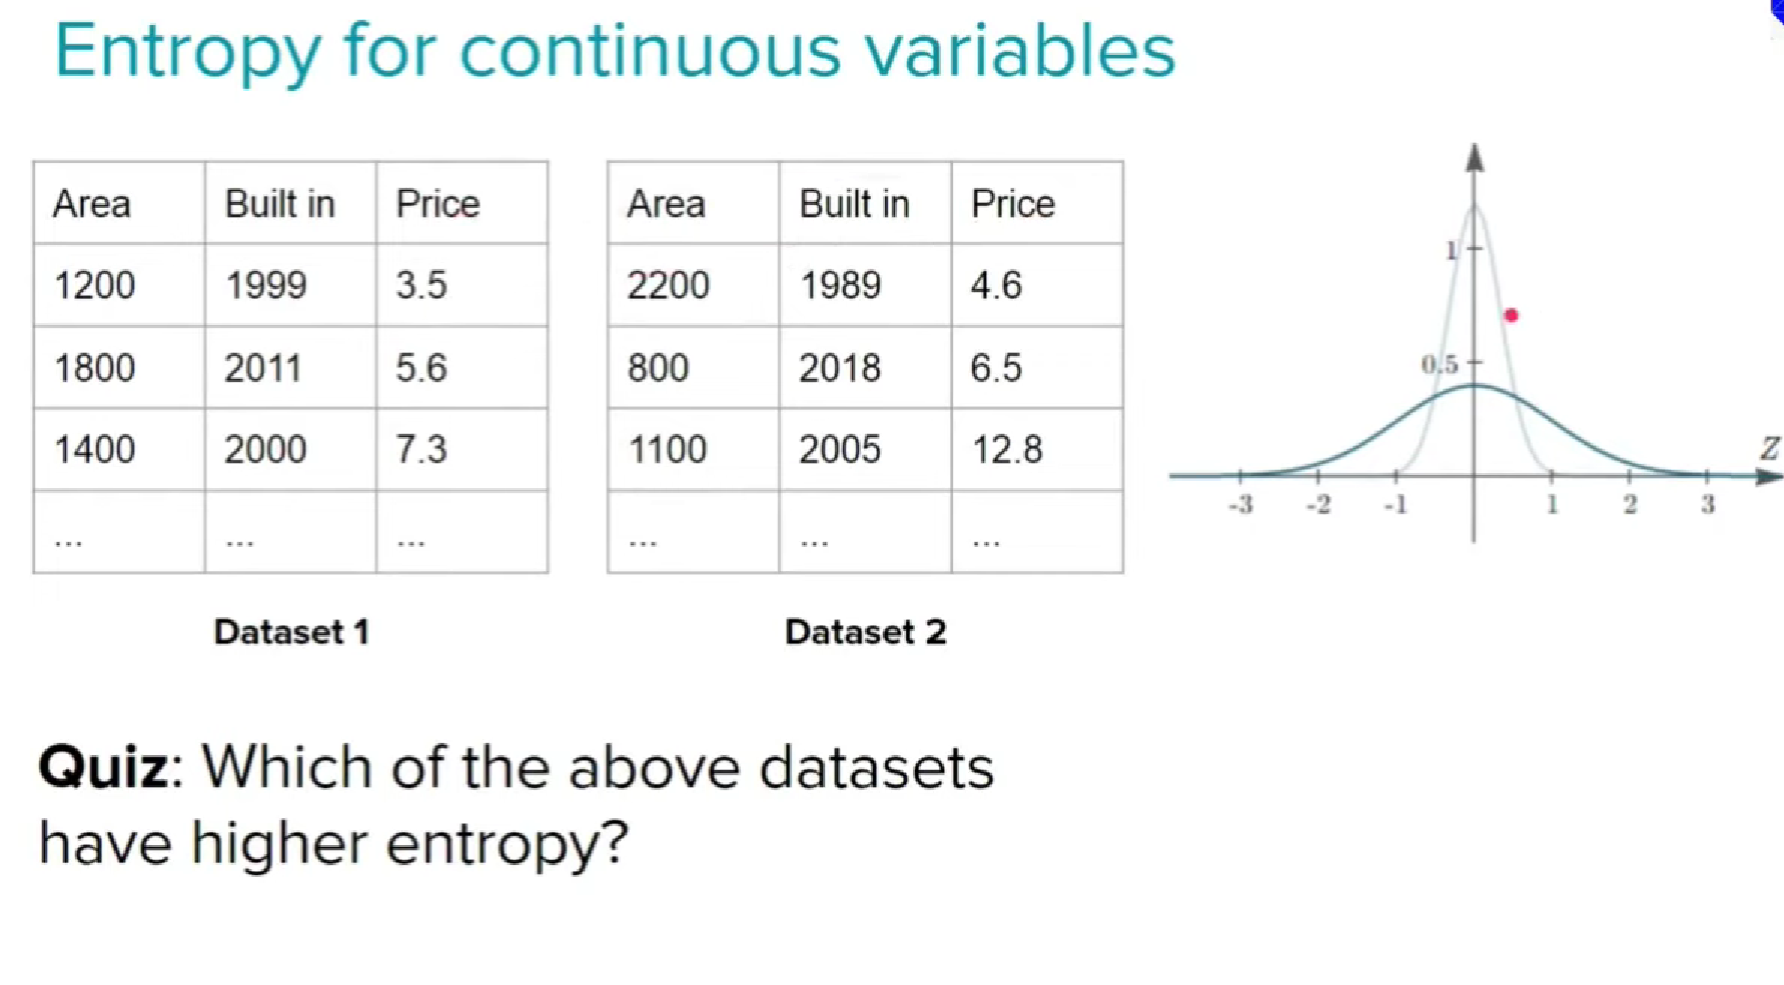 Entropy for continuous variables
Area Built in Price
1200 1999 3.5
1800 2011 5.6
1400 2000 7.3
... ... ...
Dataset 1
Area Built in Price
2200 1989 4.6
800 2018 6.5
1100 2005 12.8
... ... ...
Dataset 2
1
0.5
Z
-3 -2 -1 1 2 3
Quiz: Which of the above datasets
have higher entropy?